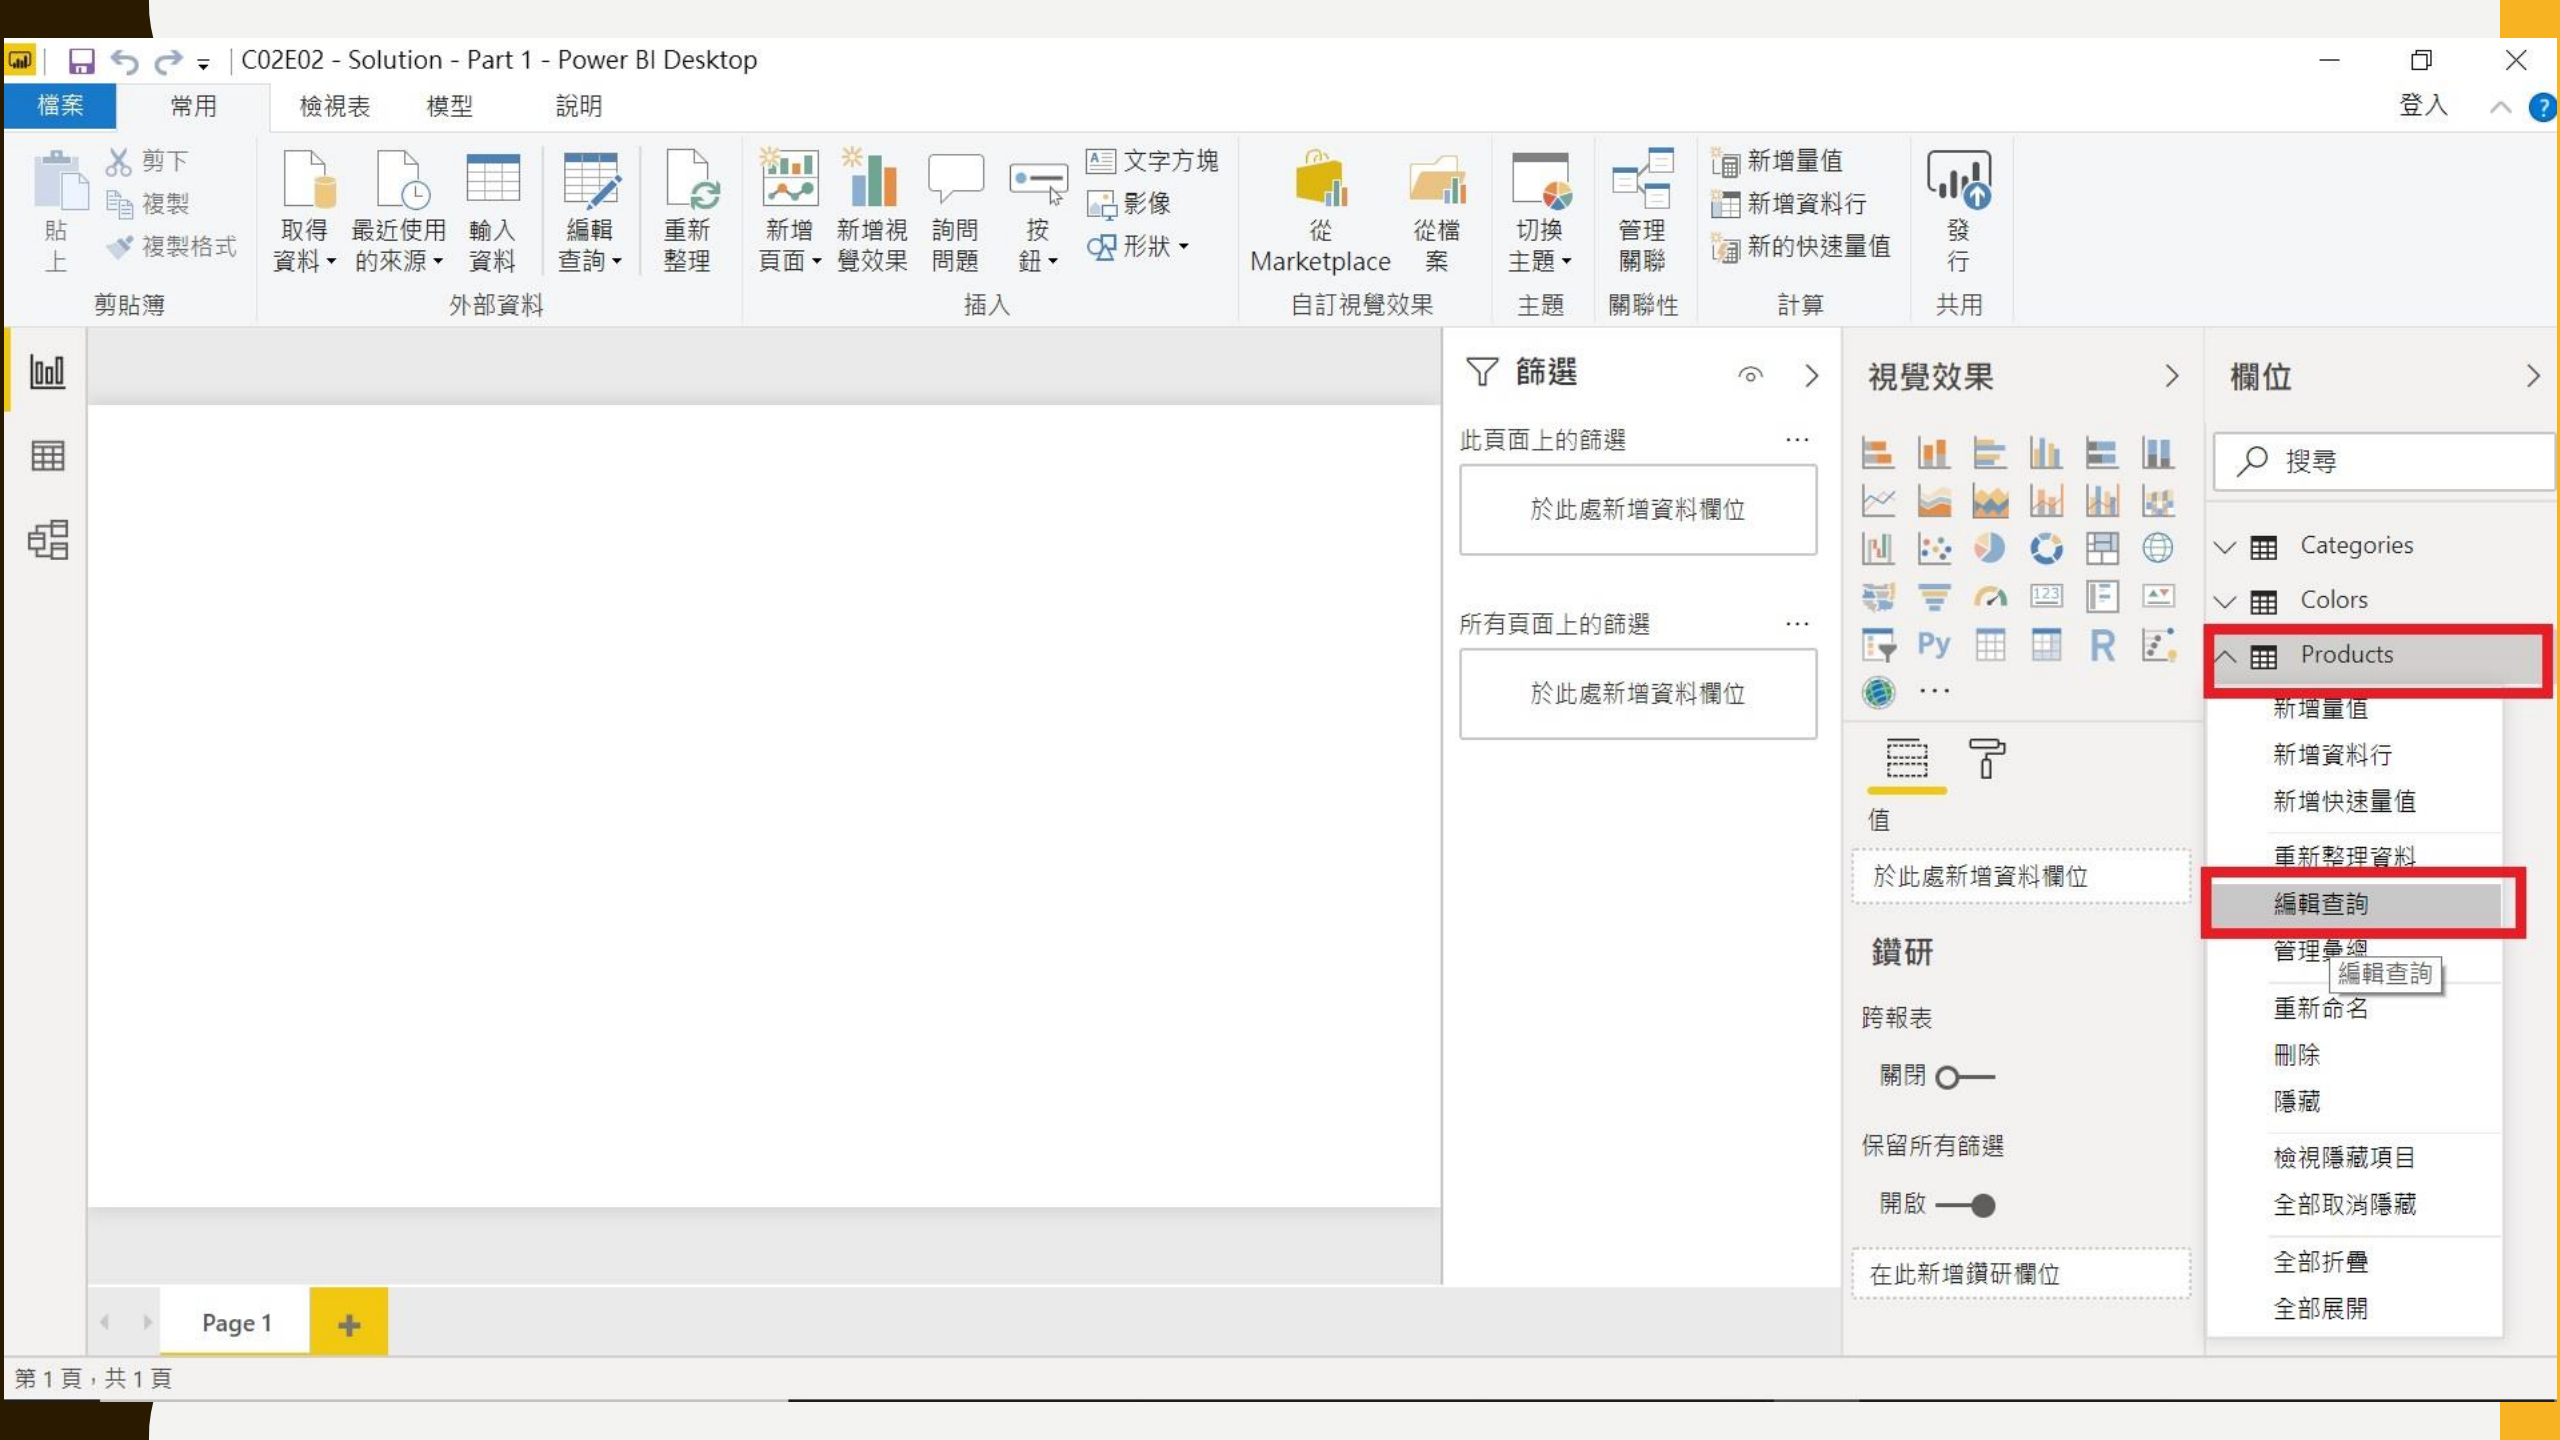 C02E02 - Solution - Part 1 - Power BI Desktop
檔案 常用 檢視表 模型 說明 登入 ?
貼上
剪下
複製
複製格式
剪貼簿
取得資料
最近使用的來源
輸入資料
編輯查詢
重新整理
外部資料
新增頁面
新增視覺效果
詢問問題
按鈕
文字方塊
影像
形狀
插入
從 Marketplace
從檔案
自訂視覺效果
切換主題
主題
管理關聯
關聯性
新增量值
新增資料行
新的快速量值
計算
發行
共用
篩選
此頁面上的篩選 ...
於此處新增資料欄位
所有頁面上的篩選 ...
於此處新增資料欄位
視覺效果
123
Py R
...
值
於此處新增資料欄位
鑽研
跨報表
關閉
保留所有篩選
開啟
在此新增鑽研欄位
欄位
搜尋
Categories
Colors
Products
新增量值
新增資料行
新增快速量值
重新整理資料
編輯查詢
管理彙總
編輯查詢
重新命名
刪除
隱藏
檢視隱藏項目
全部取消隱藏
全部折疊
全部展開
Page 1 +
第 1 頁，共 1 頁